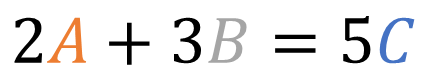 2A + 3B = 5C